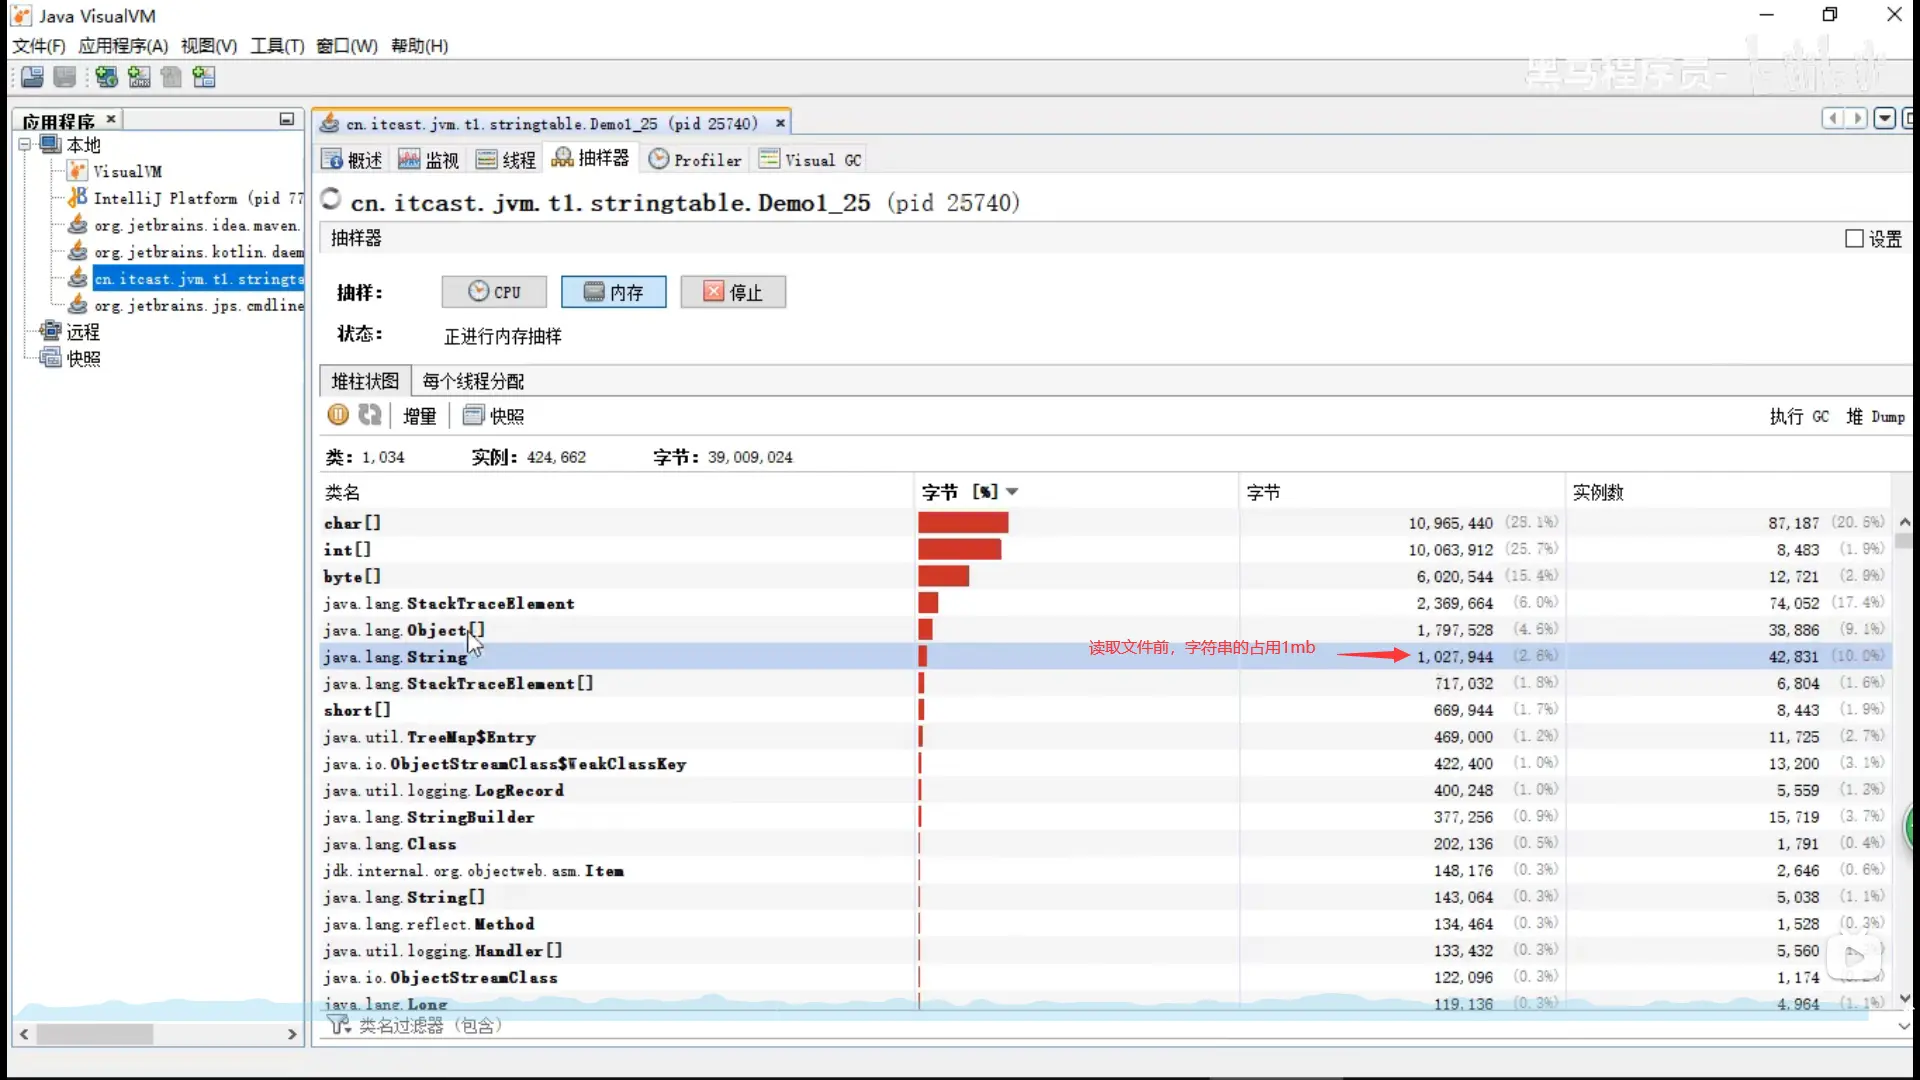 Java VisualVM
文件(F) 应用程序(A) 视图(V) 工具(T) 窗口(W) 帮助(H)
黑马程序员-
应用程序 ×
本地
VisualVM
IntelliJ Platform (pid 77
org.jetbrains.idea.maven.
org.jetbrains.kotlin.daem
cn.itcast.jvm.t1.stringta
org.jetbrains.jps.cmdline
远程
快照
cn.itcast.jvm.t1.stringtable.Demo1_25 (pid 25740) ×
概述 监视 线程 抽样器 Profiler Visual GC
cn.itcast.jvm.t1.stringtable.Demo1_25 (pid 25740)
抽样器 设置
抽样: CPU 内存 停止
状态: 正进行内存抽样
堆柱状图 每个线程分配
增量 快照 执行 GC 堆 Dump
类: 1,034 实例: 424,662 字节: 39,009,024
类名 字节 [%] 字节 实例数
char[] 10,965,440 (28.1%) 87,187 (20.5%)
int[] 10,063,912 (25.7%) 8,483 (1.9%)
byte[] 6,020,544 (15.4%) 12,721 (2.9%)
java.lang.StackTraceElement 2,369,664 (6.0%) 74,052 (17.4%)
java.lang.Object[] 1,797,528 (4.6%) 38,886 (9.1%)
java.lang.String 读取文件前，字符串的占用1mb 1,027,944 (2.6%) 42,831 (10.0%)
java.lang.StackTraceElement[] 717,032 (1.8%) 6,804 (1.6%)
short[] 669,944 (1.7%) 8,443 (1.9%)
java.util.TreeMap$Entry 469,000 (1.2%) 11,725 (2.7%)
java.io.ObjectStreamClass$WeakClassKey 422,400 (1.0%) 13,200 (3.1%)
java.util.logging.LogRecord 400,248 (1.0%) 5,559 (1.3%)
java.lang.StringBuilder 377,256 (0.9%) 15,719 (3.7%)
java.lang.Class 202,136 (0.5%) 1,791 (0.4%)
jdk.internal.org.objectweb.asm.Item 148,176 (0.3%) 2,646 (0.6%)
java.lang.String[] 143,064 (0.3%) 5,038 (1.1%)
java.lang.reflect.Method 134,464 (0.3%) 1,528 (0.3%)
java.util.logging.Handler[] 133,432 (0.3%) 5,560
java.io.ObjectStreamClass 122,096 (0.3%) 1,174
java.lang.Long 119,136 (0.3%) 4,964 (1.1%)
类名过滤器 (包含)